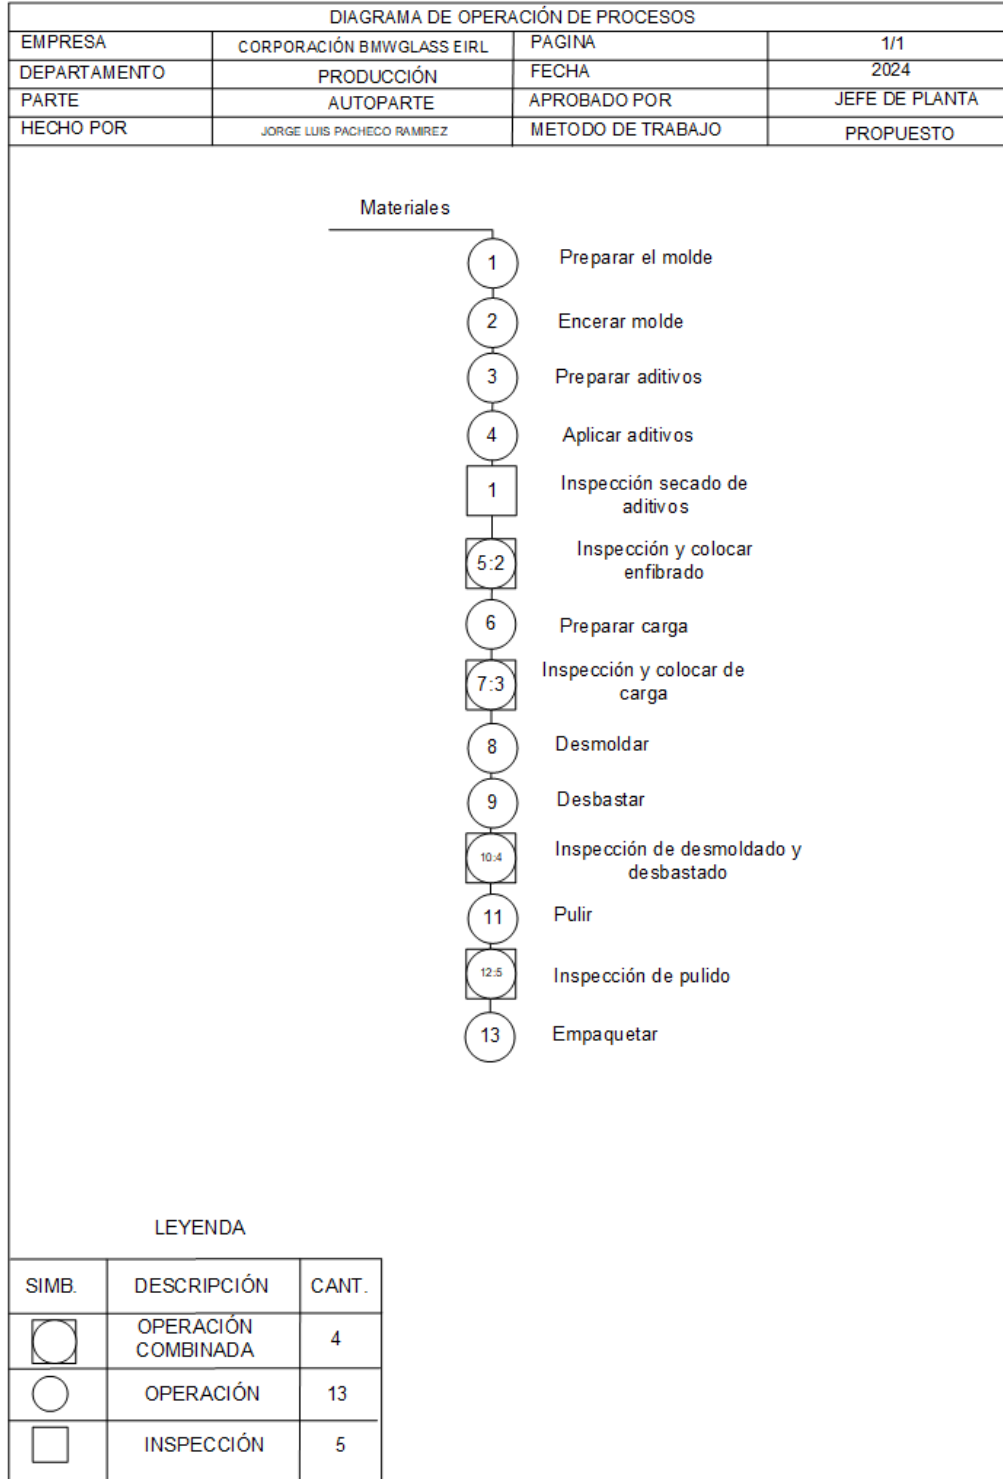 DIAGRAMA DE OPERACIÓN DE PROCESOS
EMPRESA CORPORACIÓN BMWGLASS EIRL PAGINA 1/1
DEPARTAMENTO PRODUCCIÓN FECHA 2024
PARTE AUTOPARTE APROBADO POR JEFE DE PLANTA
HECHO POR JORGE LUIS PACHECO RAMIREZ METODO DE TRABAJO PROPUESTO
Materiales
1 Preparar el molde
2 Encerar molde
3 Preparar aditivos
4 Aplicar aditivos
1 Inspección secado de
aditivos
5:2 Inspección y colocar
enfibrado
6 Preparar carga
7:3 Inspección y colocar de
carga
8 Desmoldar
9 Desbastar
10:4 Inspección de desmoldado y
desbastado
11 Pulir
12:5 Inspección de pulido
13 Empaquetar
LEYENDA
SIMB. DESCRIPCIÓN CANT.
OPERACIÓN
COMBINADA 4
OPERACIÓN 13
INSPECCIÓN 5